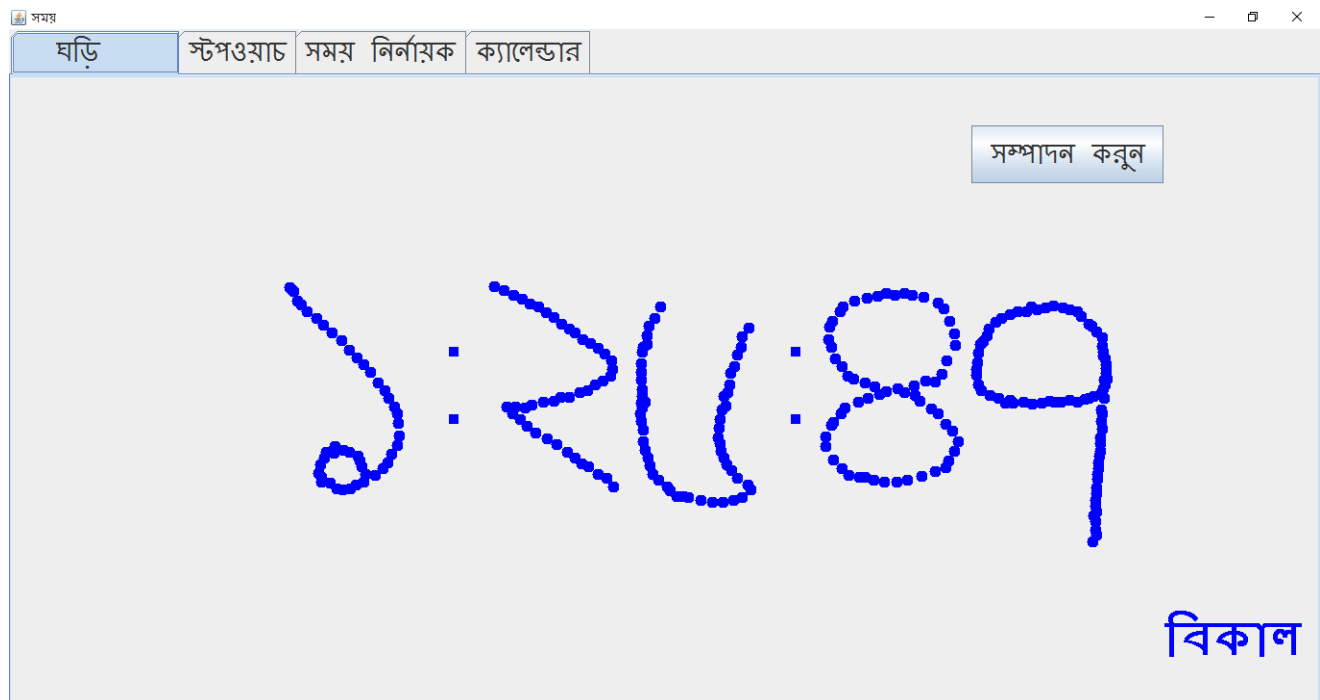 সময়
ঘড়ি স্টপওয়াচ সময় নির্নায়ক ক্যালেন্ডার
সম্পাদন করুন
১:২৫:৪৭
বিকাল